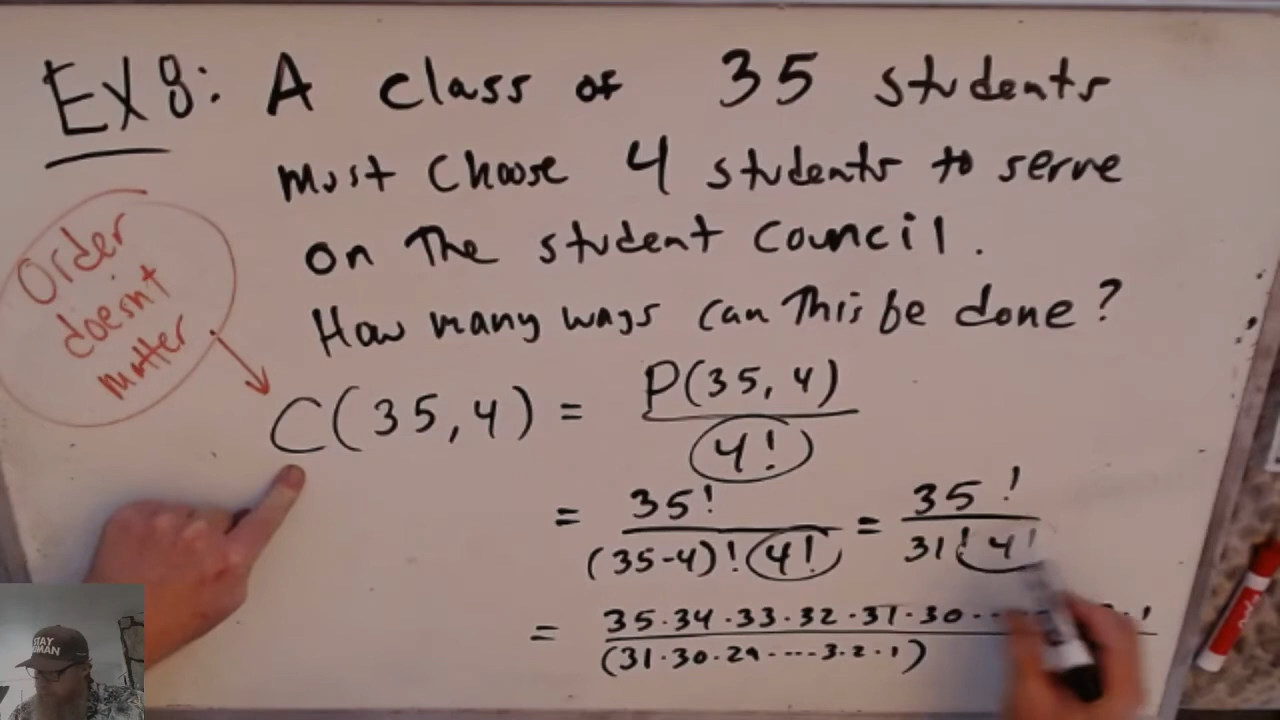 EX 8: A class of 35 students
must choose 4 students to serve
on The student council.
How many ways can This be done?
Order
doesn't
matter
C(35,4) = P(35,4)
4!
= 35! = 35!
(35-4)! 4! 31! 4!
= 35·34·33·32·31·30···
(31·30·29····3·2·1)
STAY